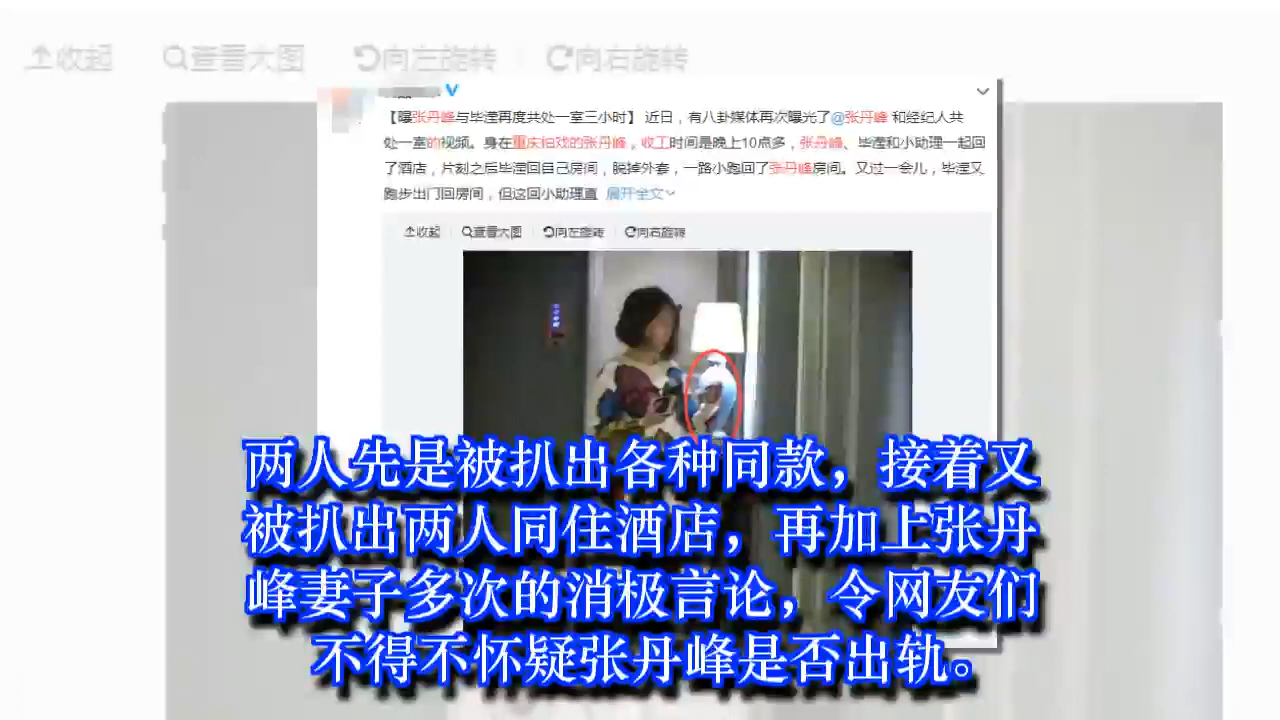 收起 查看大图 向左旋转 向右旋转
【曝张丹峰与毕滢再度共处一室三小时】 近日，有八卦媒体再次曝光了@张丹峰 和经纪人共
处一室的视频。身在重庆拍戏的张丹峰，收工时间是晚上10点多，张丹峰、毕滢和小助理一起回
了酒店，片刻之后毕滢回自己房间，脱掉外套，一路小跑回了张丹峰房间。又过一会儿，毕滢又
跑步出门回房间，但这回小助理直 展开全文
收起 查看大图 向左旋转 向右旋转
两人先是被扒出各种同款，接着又
被扒出两人同住酒店，再加上张丹
峰妻子多次的消极言论，令网友们
不得不怀疑张丹峰是否出轨。